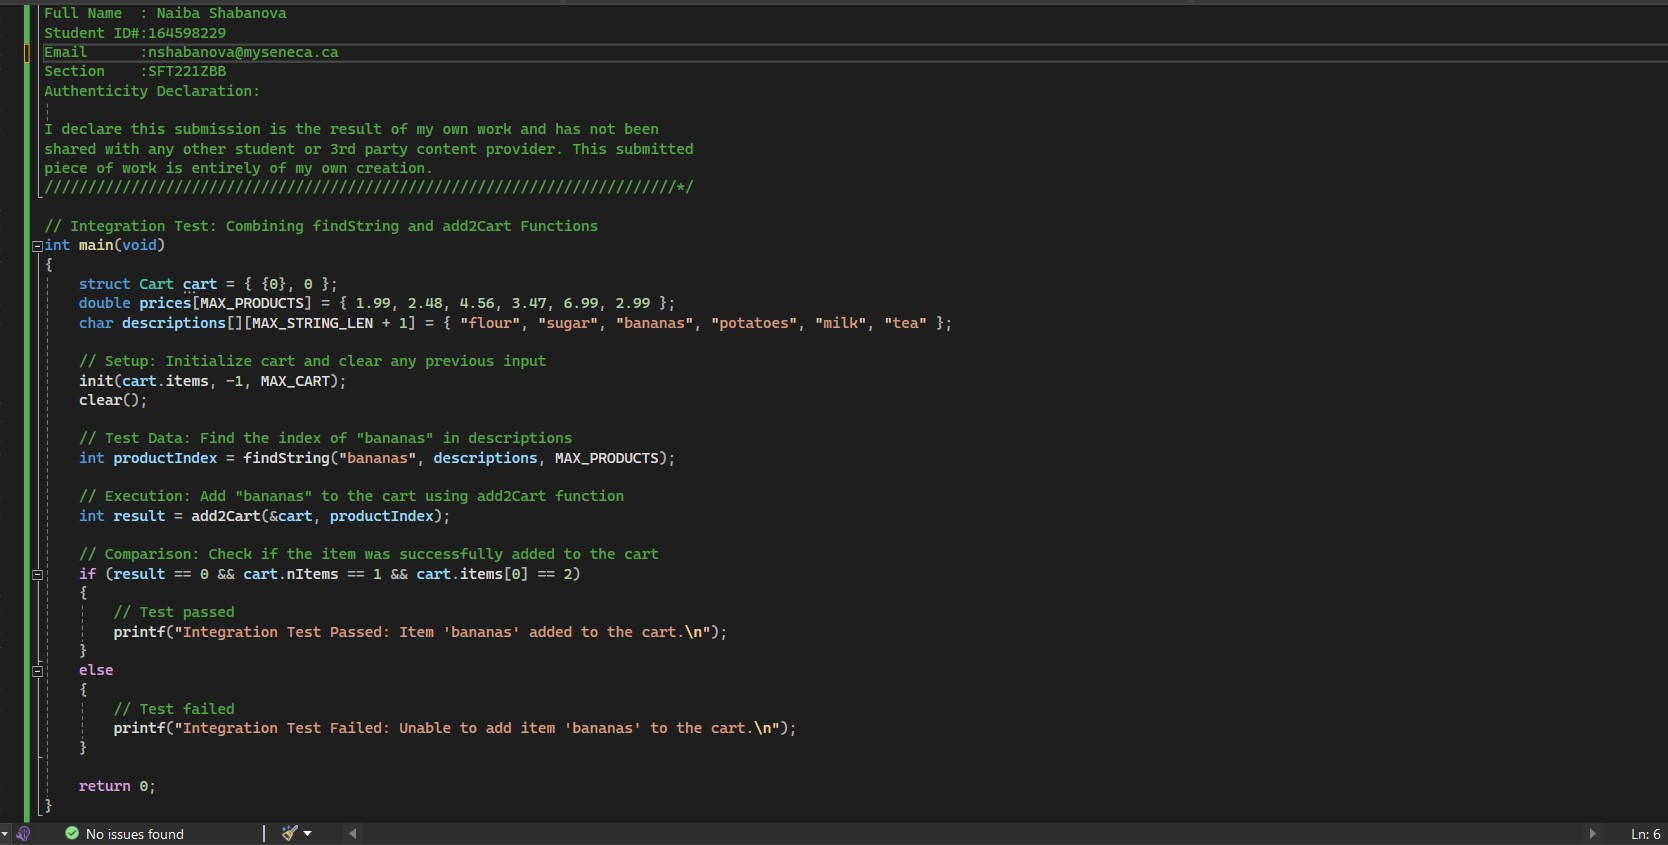 Full Name  : Naiba Shabanova
Student ID#:164598229
Email      :nshabanova@myseneca.ca
Section    :SFT221ZBB
Authenticity Declaration:
I declare this submission is the result of my own work and has not been
shared with any other student or 3rd party content provider. This submitted
piece of work is entirely of my own creation.
/////////////////////////////////////////////////////////////////////////*/
// Integration Test: Combining findString and add2Cart Functions
int main(void)
{
    struct Cart cart = { {0}, 0 };
    double prices[MAX_PRODUCTS] = { 1.99, 2.48, 4.56, 3.47, 6.99, 2.99 };
    char descriptions[][MAX_STRING_LEN + 1] = { "flour", "sugar", "bananas", "potatoes", "milk", "tea" };
    // Setup: Initialize cart and clear any previous input
    init(cart.items, -1, MAX_CART);
    clear();
    // Test Data: Find the index of "bananas" in descriptions
    int productIndex = findString("bananas", descriptions, MAX_PRODUCTS);
    // Execution: Add "bananas" to the cart using add2Cart function
    int result = add2Cart(&cart, productIndex);
    // Comparison: Check if the item was successfully added to the cart
    if (result == 0 && cart.nItems == 1 && cart.items[0] == 2)
    {
        // Test passed
        printf("Integration Test Passed: Item 'bananas' added to the cart.\n");
    }
    else
    {
        // Test failed
        printf("Integration Test Failed: Unable to add item 'bananas' to the cart.\n");
    }
    return 0;
}
No issues found
Ln: 6